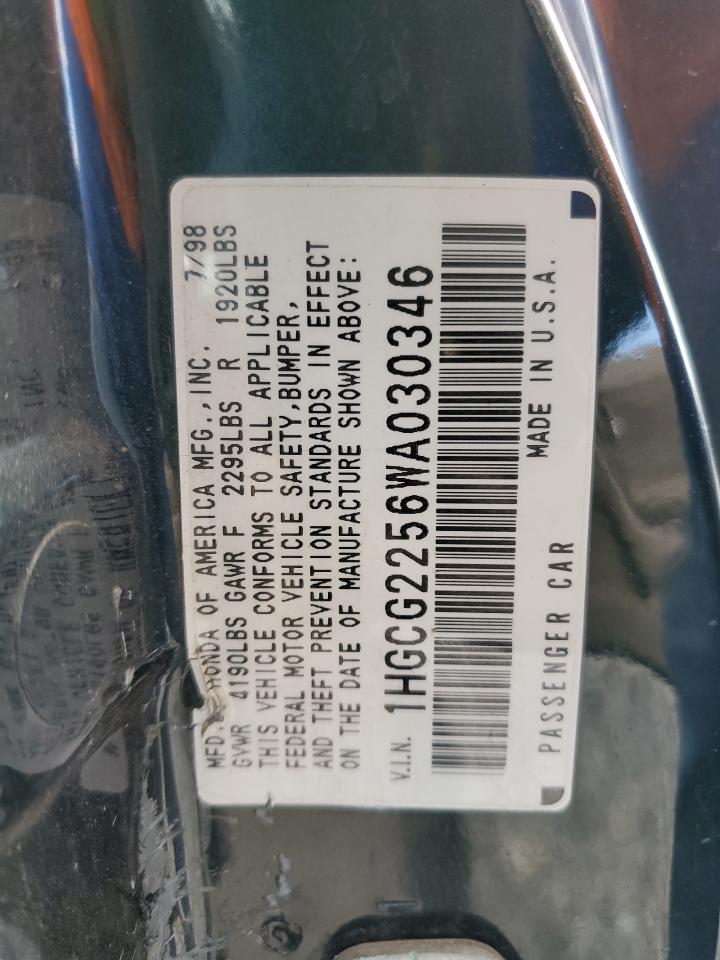 MFD. HONDA OF AMERICA MFG., INC. 7/98
GVWR 4190LBS GAWR F 2295LBS R 1920LBS
THIS VEHICLE CONFORMS TO ALL APPLICABLE
FEDERAL MOTOR VEHICLE SAFETY, BUMPER,
AND THEFT PREVENTION STANDARDS IN EFFECT
ON THE DATE OF MANUFACTURE SHOWN ABOVE:
V.I.N. 1HGCG2256WA030346
PASSENGER CAR MADE IN U.S.A.